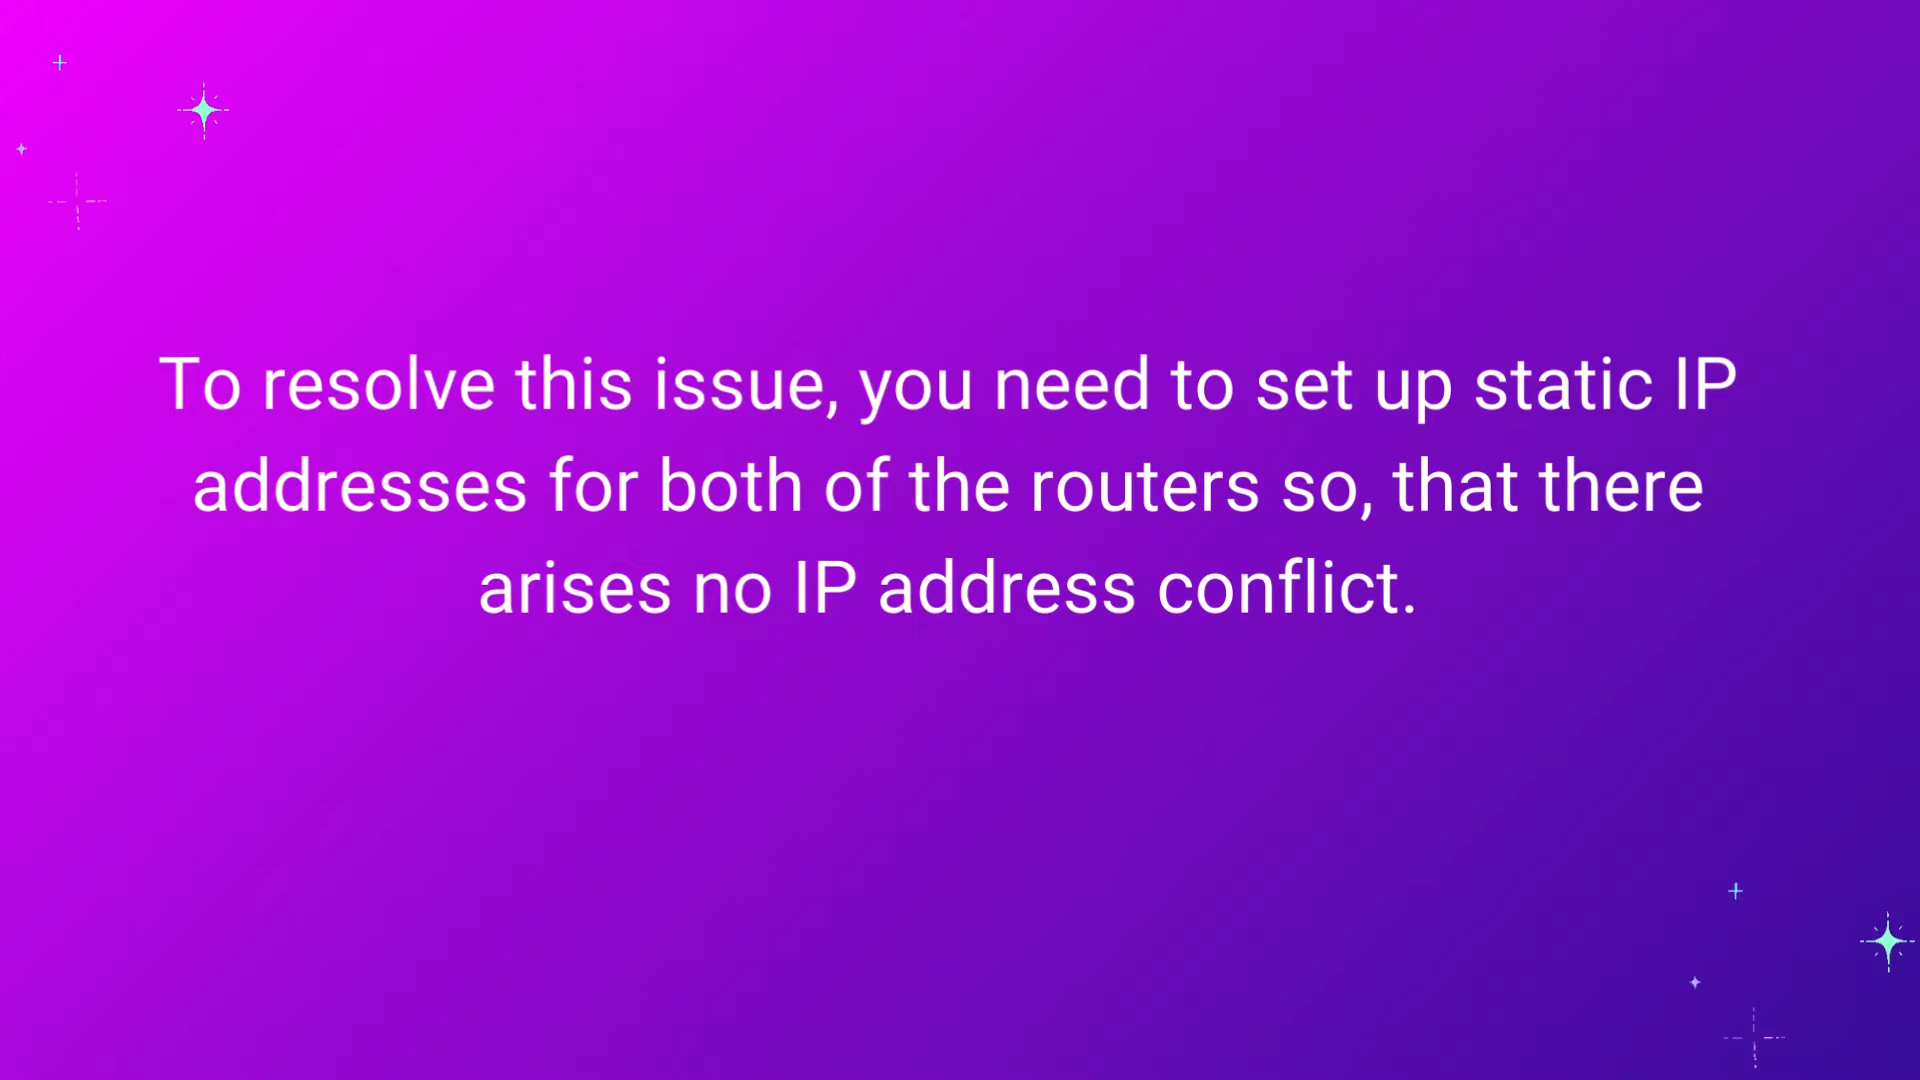 To resolve this issue, you need to set up static IP
addresses for both of the routers so, that there
arises no IP address conflict.